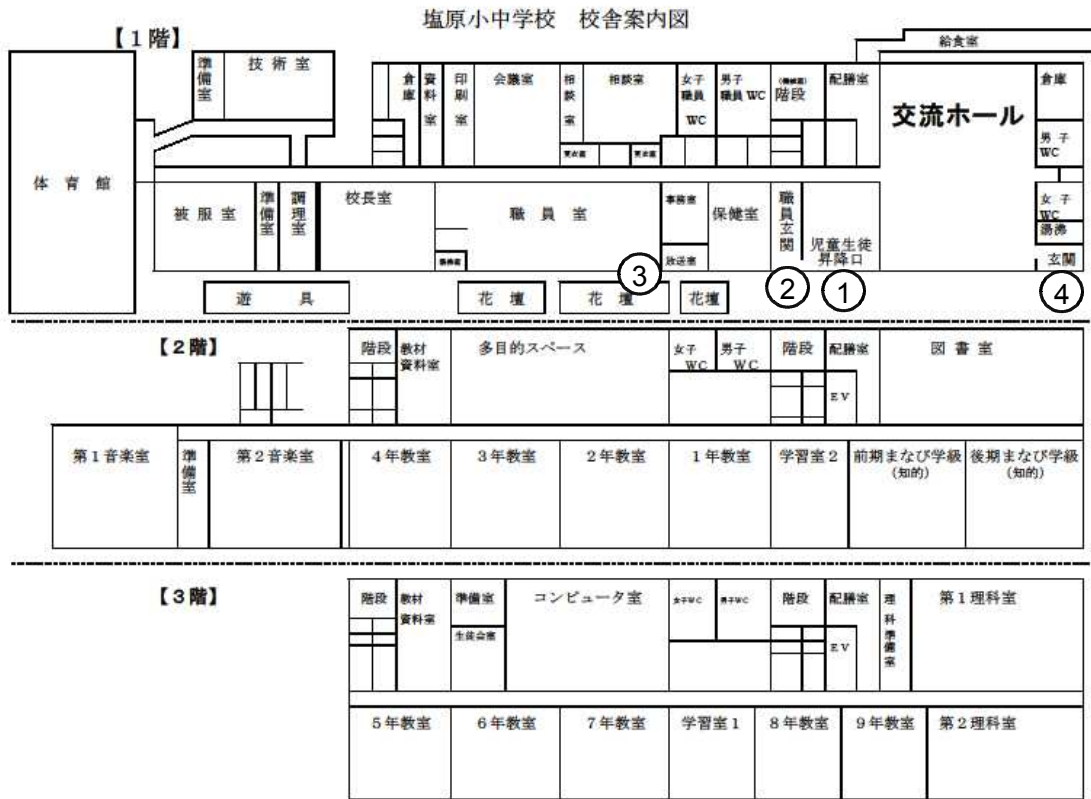 塩原小中学校 校舎案内図
【1階】
給食室
準備室
技術室
倉庫
資料室
印刷室
会議室
相談室
相談室
女子職員WC
男子職員WC
(機械室)
階段
配膳室
交流ホール
倉庫
男子WC
更衣室
更衣室
体育館
被服室
準備室
調理室
校長室
職員室
事務室
保健室
職員玄関
児童生徒昇降口
女子WC
湯沸
放送室
玄関
③
②
①
④
遊具
花壇
花壇
花壇
【2階】
階段
教材資料室
多目的スペース
女子WC
男子WC
階段
配膳室
図書室
EV
第1音楽室
準備室
第2音楽室
4年教室
3年教室
2年教室
1年教室
学習室2
前期まなび学級
(知的)
後期まなび学級
(知的)
【3階】
階段
教材資料室
準備室
コンピュータ室
女子WC
男子WC
階段
配膳室
理科準備室
第1理科室
生徒会室
EV
5年教室
6年教室
7年教室
学習室1
8年教室
9年教室
第2理科室